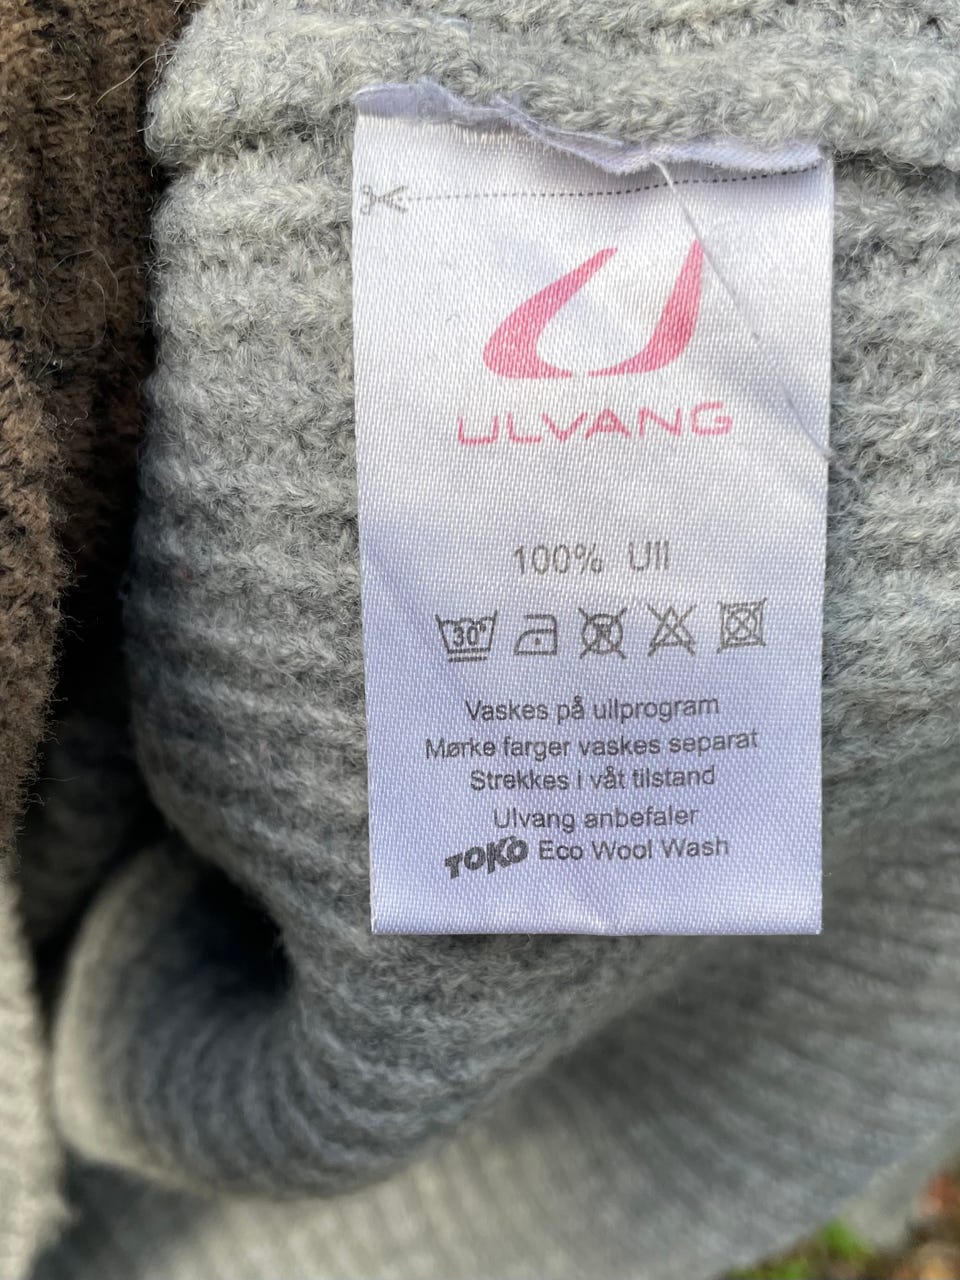 ULVANG
100% Ull
30°
Vaskes på ullprogram
Mørke farger vaskes separat
Strekkes i våt tilstand
Ulvang anbefaler
TOKO Eco Wool Wash